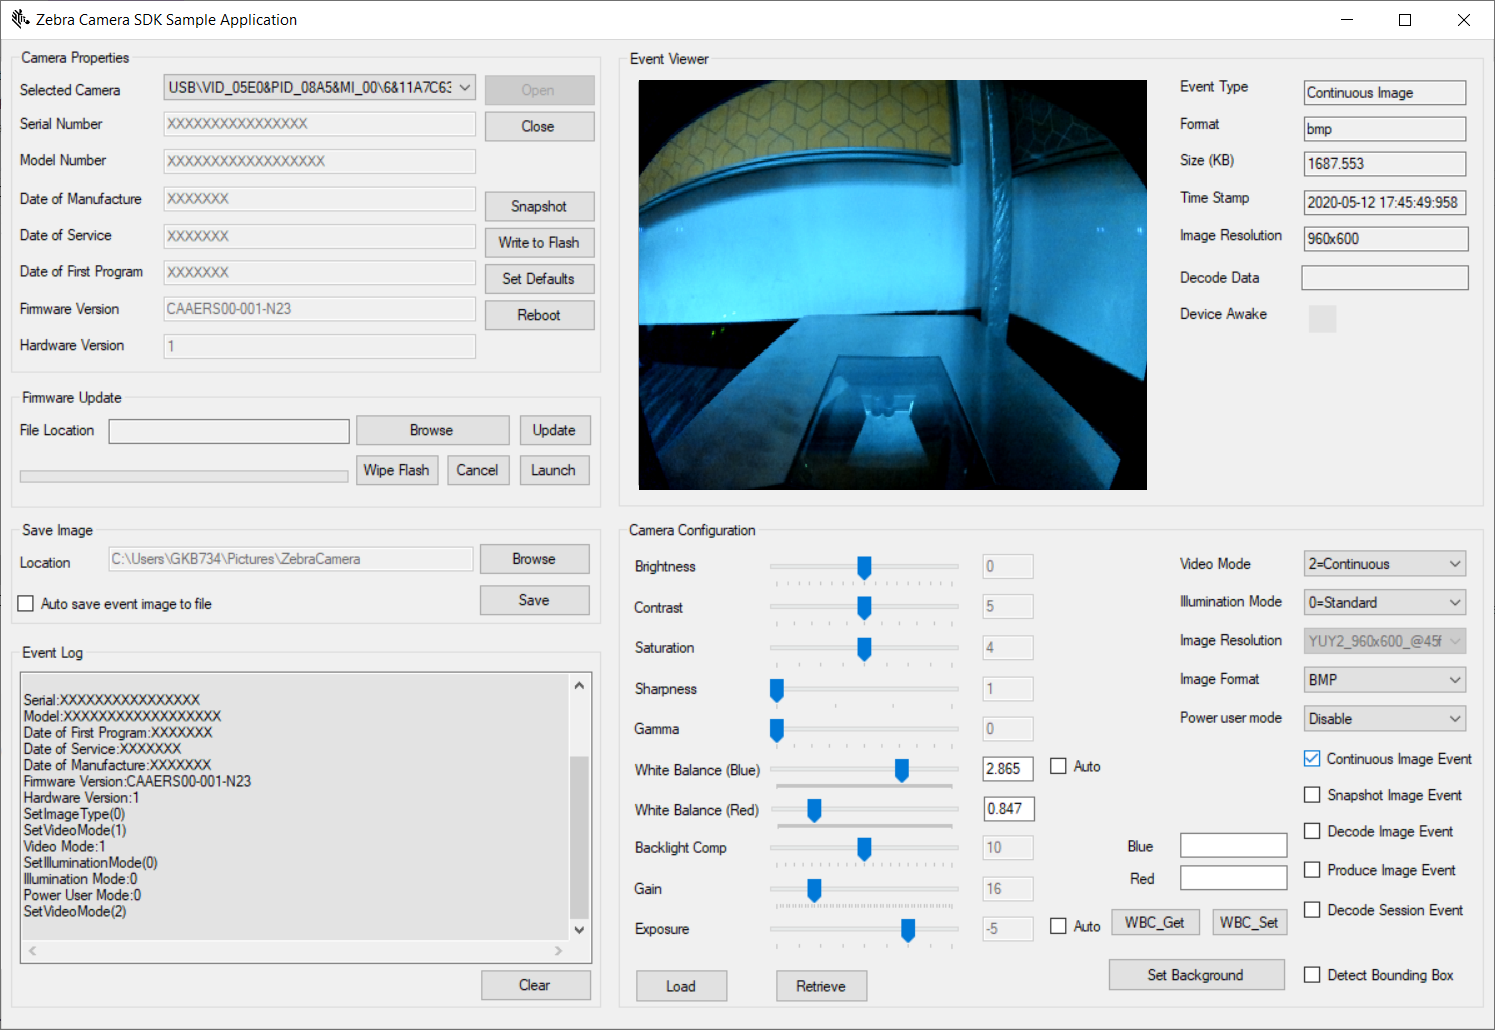 Zebra Camera SDK Sample Application
Camera Properties
Selected Camera USB\VID_05E0&PID_08A5&MI_00\6&11A7C63 Open
Serial Number XXXXXXXXXXXXXXXX Close
Model Number XXXXXXXXXXXXXXXXXX
Date of Manufacture XXXXXXX Snapshot
Date of Service XXXXXXX Write to Flash
Date of First Program XXXXXXX Set Defaults
Firmware Version CAAERS00-001-N23 Reboot
Hardware Version 1
Firmware Update
File Location Browse Update
Wipe Flash Cancel Launch
Save Image
Location C:\Users\GKB734\Pictures\ZebraCamera Browse
Auto save event image to file Save
Event Log
Serial:XXXXXXXXXXXXXXXX
Model:XXXXXXXXXXXXXXXXXX
Date of First Program:XXXXXXX
Date of Service:XXXXXXX
Date of Manufacture:XXXXXXX
Firmware Version:CAAERS00-001-N23
Hardware Version:1
SetImageType(0)
SetVideoMode(1)
Video Mode:1
SetIlluminationMode(0)
Illumination Mode:0
Power User Mode:0
SetVideoMode(2)
Clear
Event Viewer
Event Type Continuous Image
Format bmp
Size (KB) 1687.553
Time Stamp 2020-05-12 17:45:49:958
Image Resolution 960x600
Decode Data
Device Awake
Camera Configuration
Brightness 0
Contrast 5
Saturation 4
Sharpness 1
Gamma 0
White Balance (Blue) 2.865 Auto
White Balance (Red) 0.847
Backlight Comp 10
Gain 16
Exposure -5 Auto
Load Retrieve
Video Mode 2=Continuous
Illumination Mode 0=Standard
Image Resolution YUY2_960x600_@45f
Image Format BMP
Power user mode Disable
Continuous Image Event
Snapshot Image Event
Decode Image Event
Blue
Produce Image Event
Red
Decode Session Event
WBC_Get WBC_Set
Set Background Detect Bounding Box